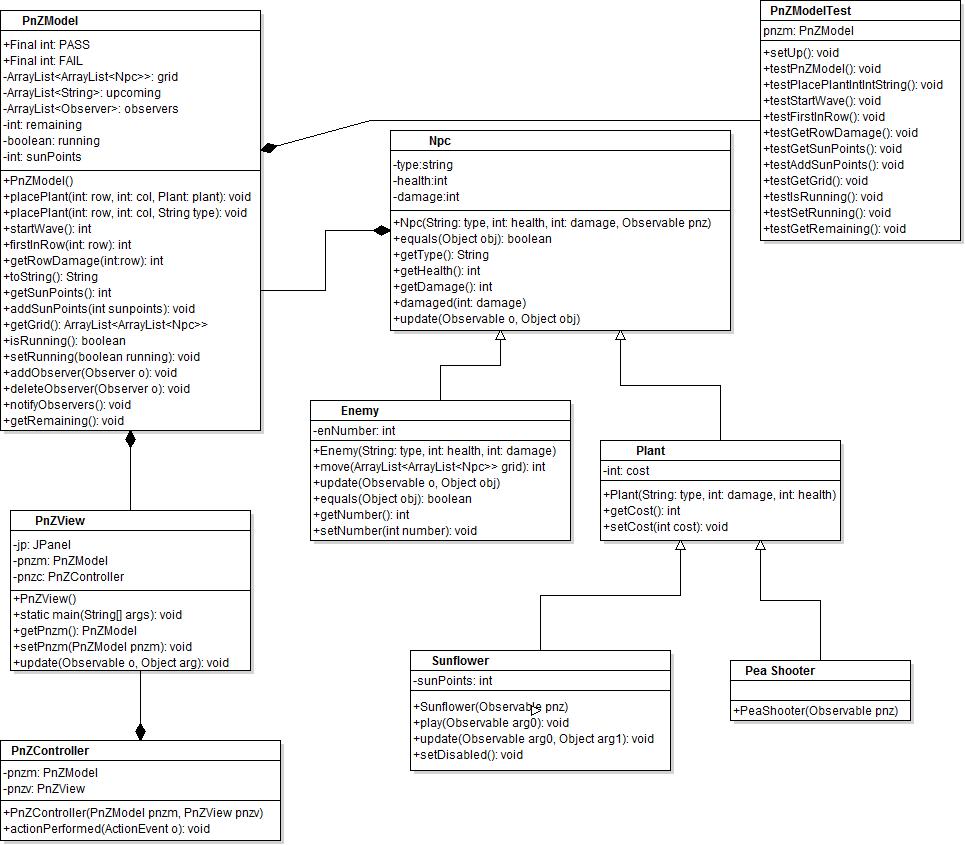 PnZModel
+Final int: PASS
+Final int: FAIL
-ArrayList<ArrayList<Npc>>: grid
-ArrayList<String>: upcoming
-ArrayList<Observer>: observers
-int: remaining
-boolean: running
-int: sunPoints
+PnZModel()
+placePlant(int: row, int: col, Plant: plant): void
+placePlant(int: row, int: col, String type): void
+startWave(): int
+firstInRow(int: row): int
+getRowDamage(int:row): int
+toString(): String
+getSunPoints(): int
+addSunPoints(int sunpoints): void
+getGrid(): ArrayList<ArrayList<Npc>>
+isRunning(): boolean
+setRunning(boolean running): void
+addObserver(Observer o): void
+deleteObserver(Observer o): void
+notifyObservers(): void
+getRemaining(): void
PnZModelTest
pnzm: PnZModel
+setUp(): void
+testPnZModel(): void
+testPlacePlantIntIntString(): void
+testStartWave(): void
+testFirstInRow(): void
+testGetRowDamage(): void
+testGetSunPoints(): void
+testAddSunPoints(): void
+testGetGrid(): void
+testIsRunning(): void
+testSetRunning(): void
+testGetRemaining(): void
Npc
-type:string
-health:int
-damage:int
+Npc(String: type, int: health, int: damage, Observable pnz)
+equals(Object obj): boolean
+getType(): String
+getHealth(): int
+getDamage(): int
+damaged(int: damage)
+update(Observable o, Object obj)
Enemy
-enNumber: int
+Enemy(String: type, int: health, int: damage)
+move(ArrayList<ArrayList<Npc>> grid): int
+update(Observable o, Object obj)
+equals(Object obj): boolean
+getNumber(): int
+setNumber(int number): void
Plant
-int: cost
+Plant(String: type, int: damage, int: health)
+getCost(): int
+setCost(int cost): void
PnZView
-jp: JPanel
-pnzm: PnZModel
-pnzc: PnZController
+PnZView()
+static main(String[] args): void
+getPnzm(): PnZModel
+setPnzm(PnZModel pnzm): void
+update(Observable o, Object arg): void
Sunflower
-sunPoints: int
+Sunflower(Observable pnz)
+play(Observable arg0): void
+update(Observable arg0, Object arg1): void
+setDisabled(): void
Pea Shooter
+PeaShooter(Observable pnz)
PnZController
-pnzm: PnZModel
-pnzv: PnZView
+PnZController(PnZModel pnzm, PnZView pnzv)
+actionPerformed(ActionEvent o): void